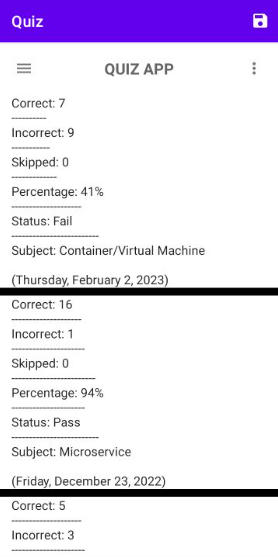 Quiz
QUIZ APP
Correct: 7
----------
Incorrect: 9
-----------
Skipped: 0
-------------
Percentage: 41%
--------------------
Status: Fail
-------------------------
Subject: Container/Virtual Machine
(Thursday, February 2, 2023)
Correct: 16
--------------------
Incorrect: 1
---------------------
Skipped: 0
------------------------
Percentage: 94%
---------------------
Status: Pass
-------------------------
Subject: Microservice
(Friday, December 23, 2022)
Correct: 5
--------------------
Incorrect: 3
---------------------